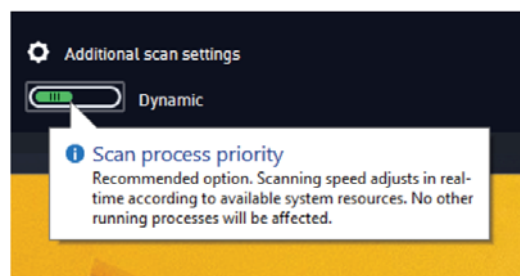 Additional scan settings
Dynamic
Scan process priority
Recommended option. Scanning speed adjusts in real-
time according to available system resources. No other
running processes will be affected.